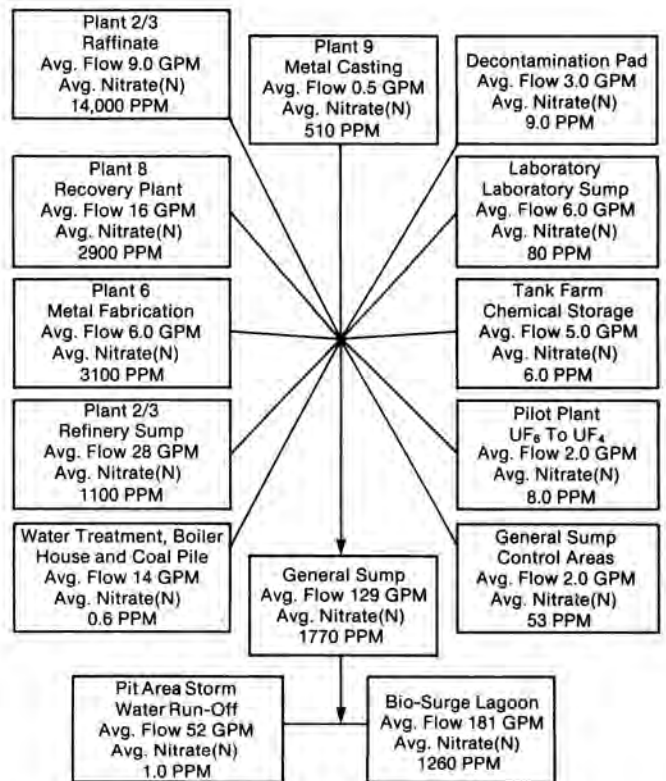 Plant 2/3
Raffinate
Avg. Flow 9.0 GPM
Avg. Nitrate(N)
14,000 PPM
Plant 9
Metal Casting
Avg. Flow 0.5 GPM
Avg. Nitrate(N)
510 PPM
Decontamination Pad
Avg. Flow 3.0 GPM
Avg. Nitrate(N)
9.0 PPM
Plant 8
Recovery Plant
Avg. Flow 16 GPM
Avg. Nitrate(N)
2900 PPM
Laboratory
Laboratory Sump
Avg. Flow 6.0 GPM
Avg. Nitrate(N)
80 PPM
Plant 6
Metal Fabrication
Avg. Flow 6.0 GPM
Avg. Nitrate(N)
3100 PPM
Tank Farm
Chemical Storage
Avg. Flow 5.0 GPM
Avg. Nitrate(N)
6.0 PPM
Plant 2/3
Refinery Sump
Avg. Flow 28 GPM
Avg. Nitrate(N)
1100 PPM
Pilot Plant
UF₆ To UF₄
Avg. Flow 2.0 GPM
Avg. Nitrate(N)
8.0 PPM
Water Treatment, Boiler
House and Coal Pile
Avg. Flow 14 GPM
Avg. Nitrate(N)
0.6 PPM
General Sump
Avg. Flow 129 GPM
Avg. Nitrate(N)
1770 PPM
General Sump
Control Areas
Avg. Flow 2.0 GPM
Avg. Nitrate(N)
53 PPM
Pit Area Storm
Water Run-Off
Avg. Flow 52 GPM
Avg. Nitrate(N)
1.0 PPM
Bio-Surge Lagoon
Avg. Flow 181 GPM
Avg. Nitrate(N)
1260 PPM